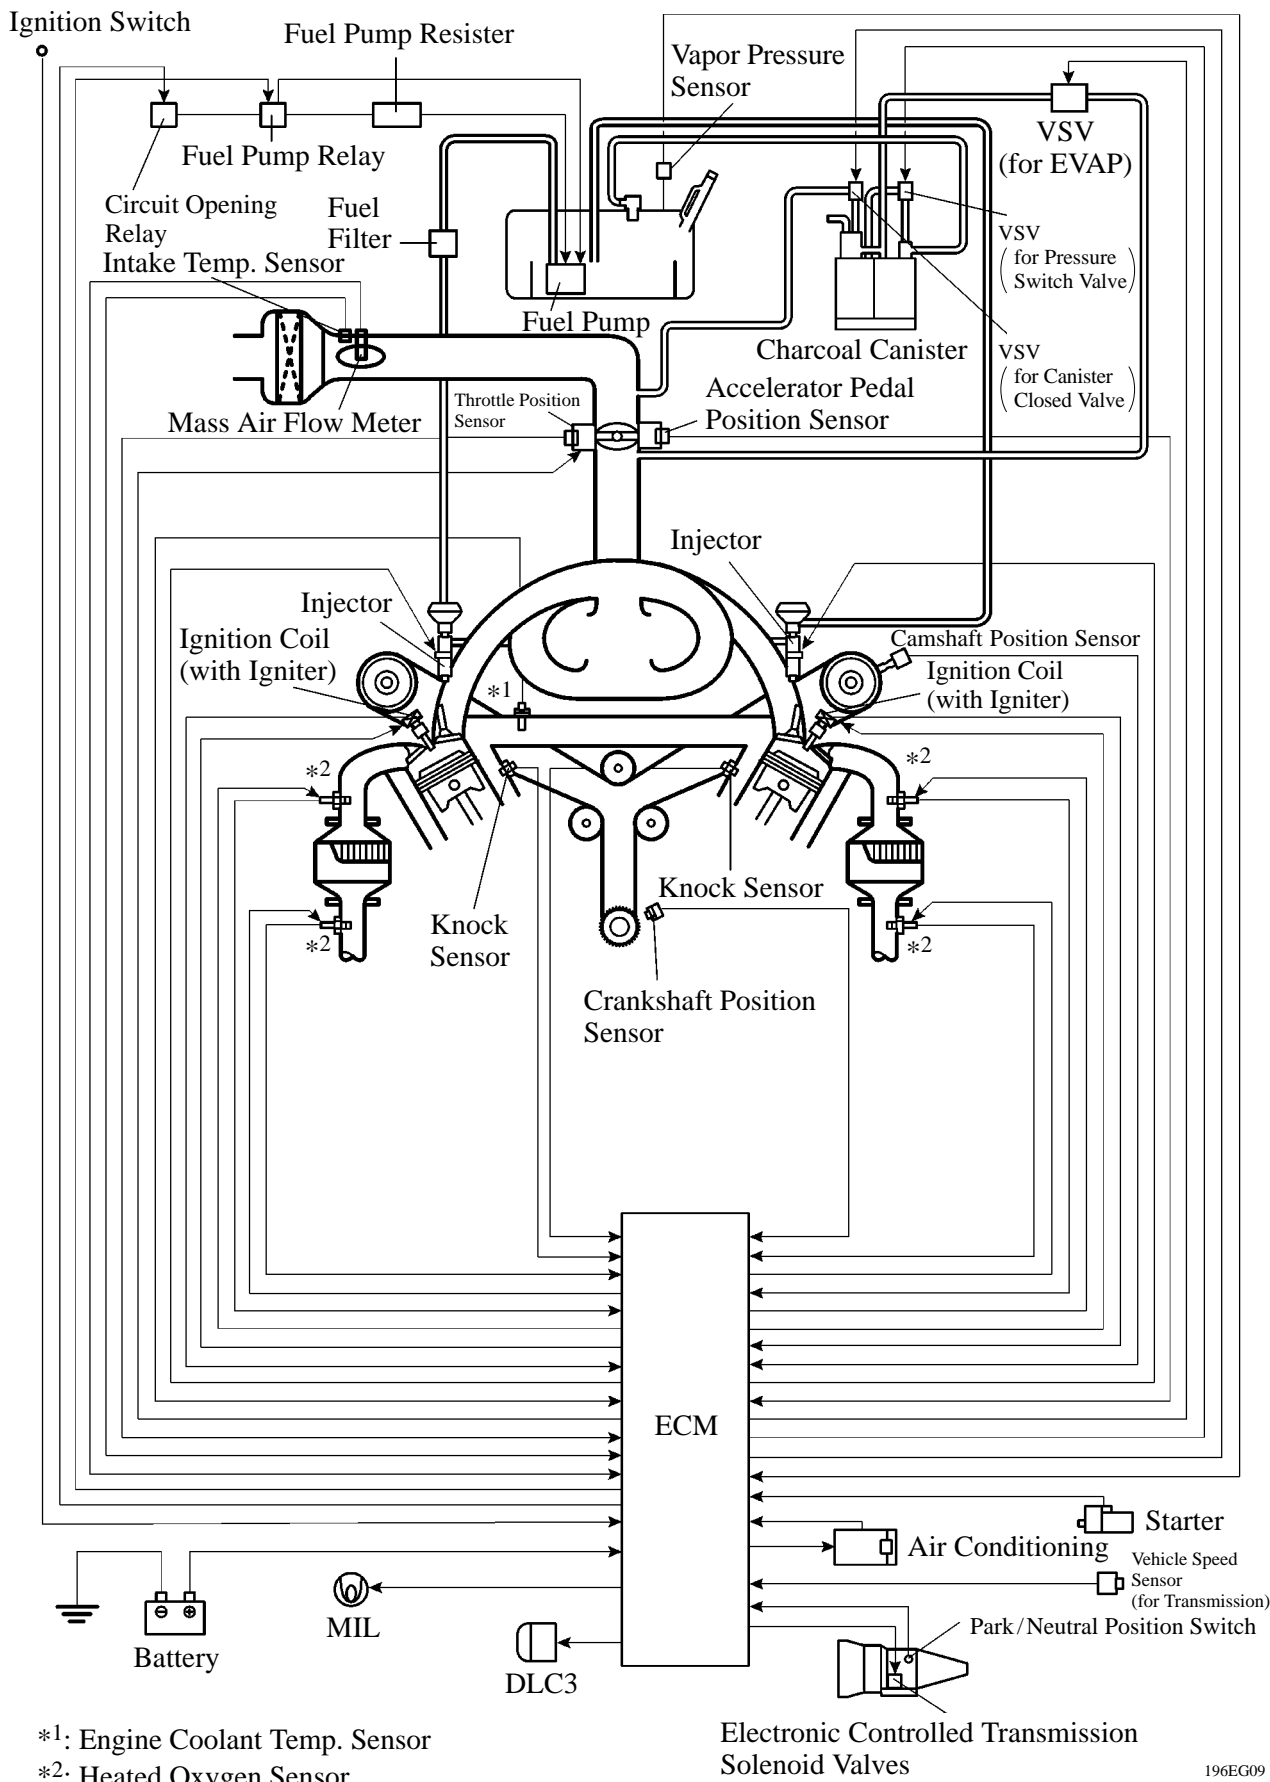 Ignition Switch
Fuel Pump Resister
Vapor Pressure
Sensor
VSV
(for EVAP)
Fuel Pump Relay
Circuit Opening
Relay
Fuel
Filter
Intake Temp. Sensor
VSV
(for Pressure
Switch Valve)
Fuel Pump
Charcoal Canister
VSV
(for Canister
Closed Valve)
Mass Air Flow Meter
Throttle Position
Sensor
Accelerator Pedal
Position Sensor
Injector
Injector
Ignition Coil
(with Igniter)
Camshaft Position Sensor
Ignition Coil
(with Igniter)
*1
*2
*2
Knock Sensor
Knock
Sensor
*2
*2
Crankshaft Position
Sensor
ECM
Starter
Air Conditioning
Vehicle Speed
Sensor
(for Transmission)
Park/Neutral Position Switch
MIL
Battery
DLC3
Electronic Controlled Transmission
Solenoid Valves
*1: Engine Coolant Temp. Sensor
*2: Heated Oxygen Sensor
196EG09